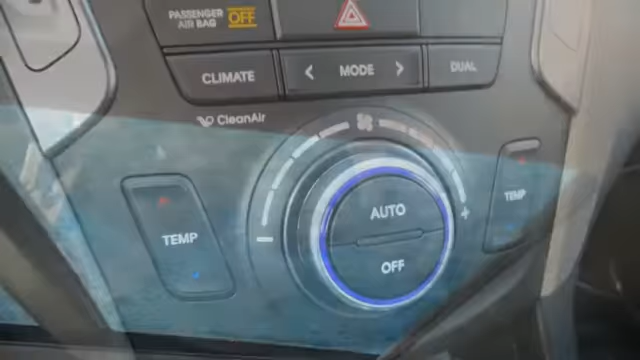 PASSENGER
AIR BAG OFF
CLIMATE
< MODE >
DUAL
CleanAir
TEMP
AUTO
OFF
TEMP